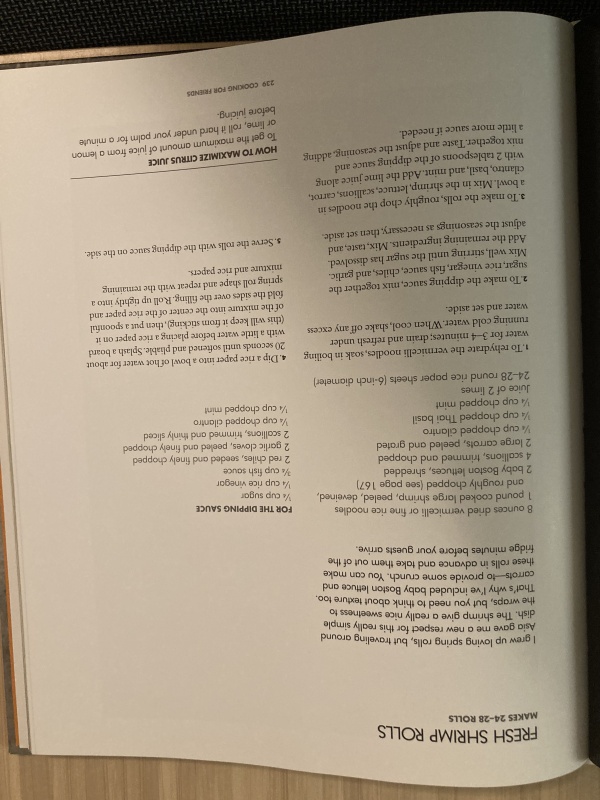 FRESH SHRIMP ROLLS
MAKES 24–28 ROLLS
I grew up loving spring rolls, but traveling around
Asia gave me a new respect for this really simple
dish. The shrimp give a really nice sweetness to
the wraps, but you need to think about texture too.
That's why I've included baby Boston lettuce and
carrots—to provide some crunch. You can make
these rolls in advance and take them out of the
fridge minutes before your guests arrive.
8 ounces dried vermicelli or fine rice noodles
1 pound cooked large shrimp, peeled, deveined,
and roughly chopped (see page 167)
2 baby Boston lettuces, shredded
4 scallions, trimmed and chopped
2 large carrots, peeled and grated
¼ cup chopped cilantro
¼ cup chopped Thai basil
¼ cup chopped mint
Juice of 2 limes
24–28 round rice paper sheets (6-inch diameter)
FOR THE DIPPING SAUCE
¼ cup sugar
¼ cup rice vinegar
¾ cup fish sauce
2 red chiles, seeded and finely chopped
2 garlic cloves, peeled and finely chopped
2 scallions, trimmed and thinly sliced
¼ cup chopped cilantro
¼ cup chopped mint
1. To rehydrate the vermicelli noodles, soak in boiling
water for 3–4 minutes; drain and refresh under
running cold water. When cool, shake off any excess
water and set aside.
2. To make the dipping sauce, mix together the
sugar, rice vinegar, fish sauce, chiles, and garlic.
Mix well, stirring until the sugar has dissolved.
Add the remaining ingredients. Mix, taste, and
adjust the seasonings as necessary, then set aside.
3. To make the rolls, roughly chop the noodles in
a bowl. Mix in the shrimp, lettuce, scallions, carrot,
cilantro, basil, and mint. Add the lime juice along
with 2 tablespoons of the dipping sauce and
mix together. Taste and adjust the seasoning, adding
a little more sauce if needed.
4. Dip a rice paper into a bowl of hot water for about
20 seconds until softened and pliable. Splash a board
with a little water before placing a rice paper on it
(this will keep it from sticking), then put a spoonful
of the mixture into the center of the rice paper and
fold the sides over the filling. Roll up tightly into a
spring roll shape and repeat with the remaining
mixture and rice papers.
5. Serve the rolls with the dipping sauce on the side.
HOW TO MAXIMIZE CITRUS JUICE
To get the maximum amount of juice from a lemon
or lime, roll it hard under your palm for a minute
before juicing.
239 COOKING FOR FRIENDS